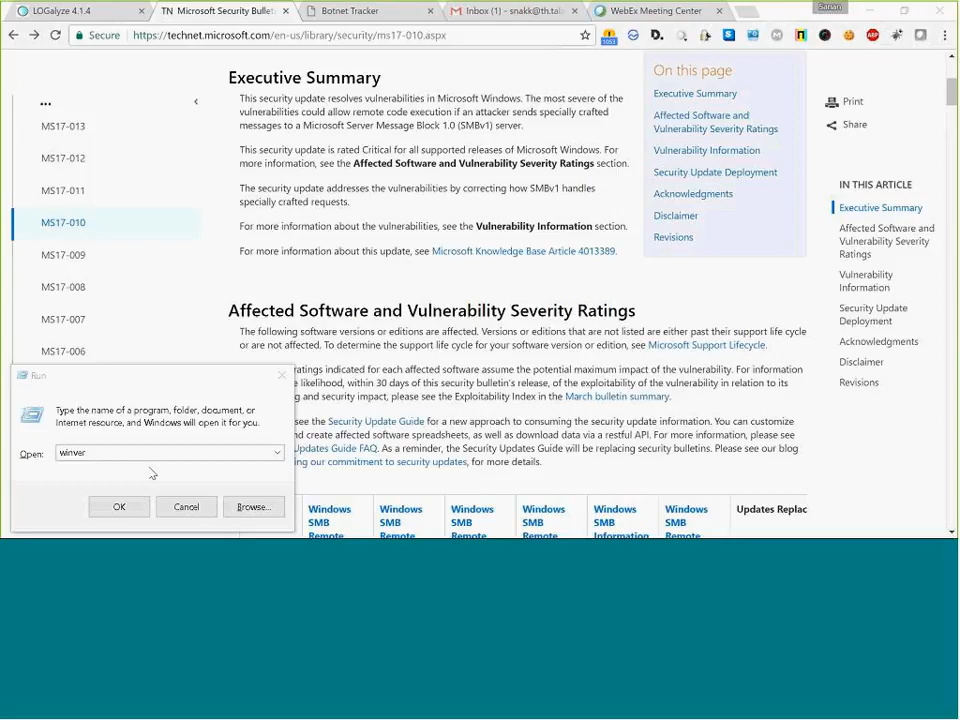 LOGalyze 4.1.4
TN Microsoft Security Bullet
Botnet Tracker
Inbox (1) - snakk@th.tala
WebEx Meeting Center
Sanan
Secure
https://technet.microsoft.com/en-us/library/security/ms17-010.aspx
1053
...
MS17-013
MS17-012
MS17-011
MS17-010
MS17-009
MS17-008
MS17-007
MS17-006
Executive Summary
This security update resolves vulnerabilities in Microsoft Windows. The most severe of the
vulnerabilities could allow remote code execution if an attacker sends specially crafted
messages to a Microsoft Server Message Block 1.0 (SMBv1) server.
This security update is rated Critical for all supported releases of Microsoft Windows. For
more information, see the Affected Software and Vulnerability Severity Ratings section.
The security update addresses the vulnerabilities by correcting how SMBv1 handles
specially crafted requests.
For more information about the vulnerabilities, see the Vulnerability Information section.
For more information about this update, see Microsoft Knowledge Base Article 4013389.
On this page
Executive Summary
Affected Software and
Vulnerability Severity Ratings
Vulnerability Information
Security Update Deployment
Acknowledgments
Disclaimer
Revisions
Print
Share
IN THIS ARTICLE
Executive Summary
Affected Software and
Vulnerability Severity
Ratings
Vulnerability
Information
Security Update
Deployment
Acknowledgments
Disclaimer
Revisions
Affected Software and Vulnerability Severity Ratings
The following software versions or editions are affected. Versions or editions that are not listed are either past their support life cycle
or are not affected. To determine the support life cycle for your software version or edition, see Microsoft Support Lifecycle.
ratings indicated for each affected software assume the potential maximum impact of the vulnerability. For information
e likelihood, within 30 days of this security bulletin's release, of the exploitability of the vulnerability in relation to its
ng and security impact, please see the Exploitability Index in the March bulletin summary.
see the Security Update Guide for a new approach to consuming the security update information. You can customize
nd create affected software spreadsheets, as well as download data via a restful API. For more information, please see
Updates Guide FAQ. As a reminder, the Security Updates Guide will be replacing security bulletins. Please see our blog
ng our commitment to security updates, for more details.
Windows SMB Remote
Windows SMB Remote
Windows SMB Remote
Windows SMB Remote
Windows SMB Information
Windows SMB Remote
Updates Replac
Run
Type the name of a program, folder, document, or
Internet resource, and Windows will open it for you.
Open: winver
OK
Cancel
Browse...